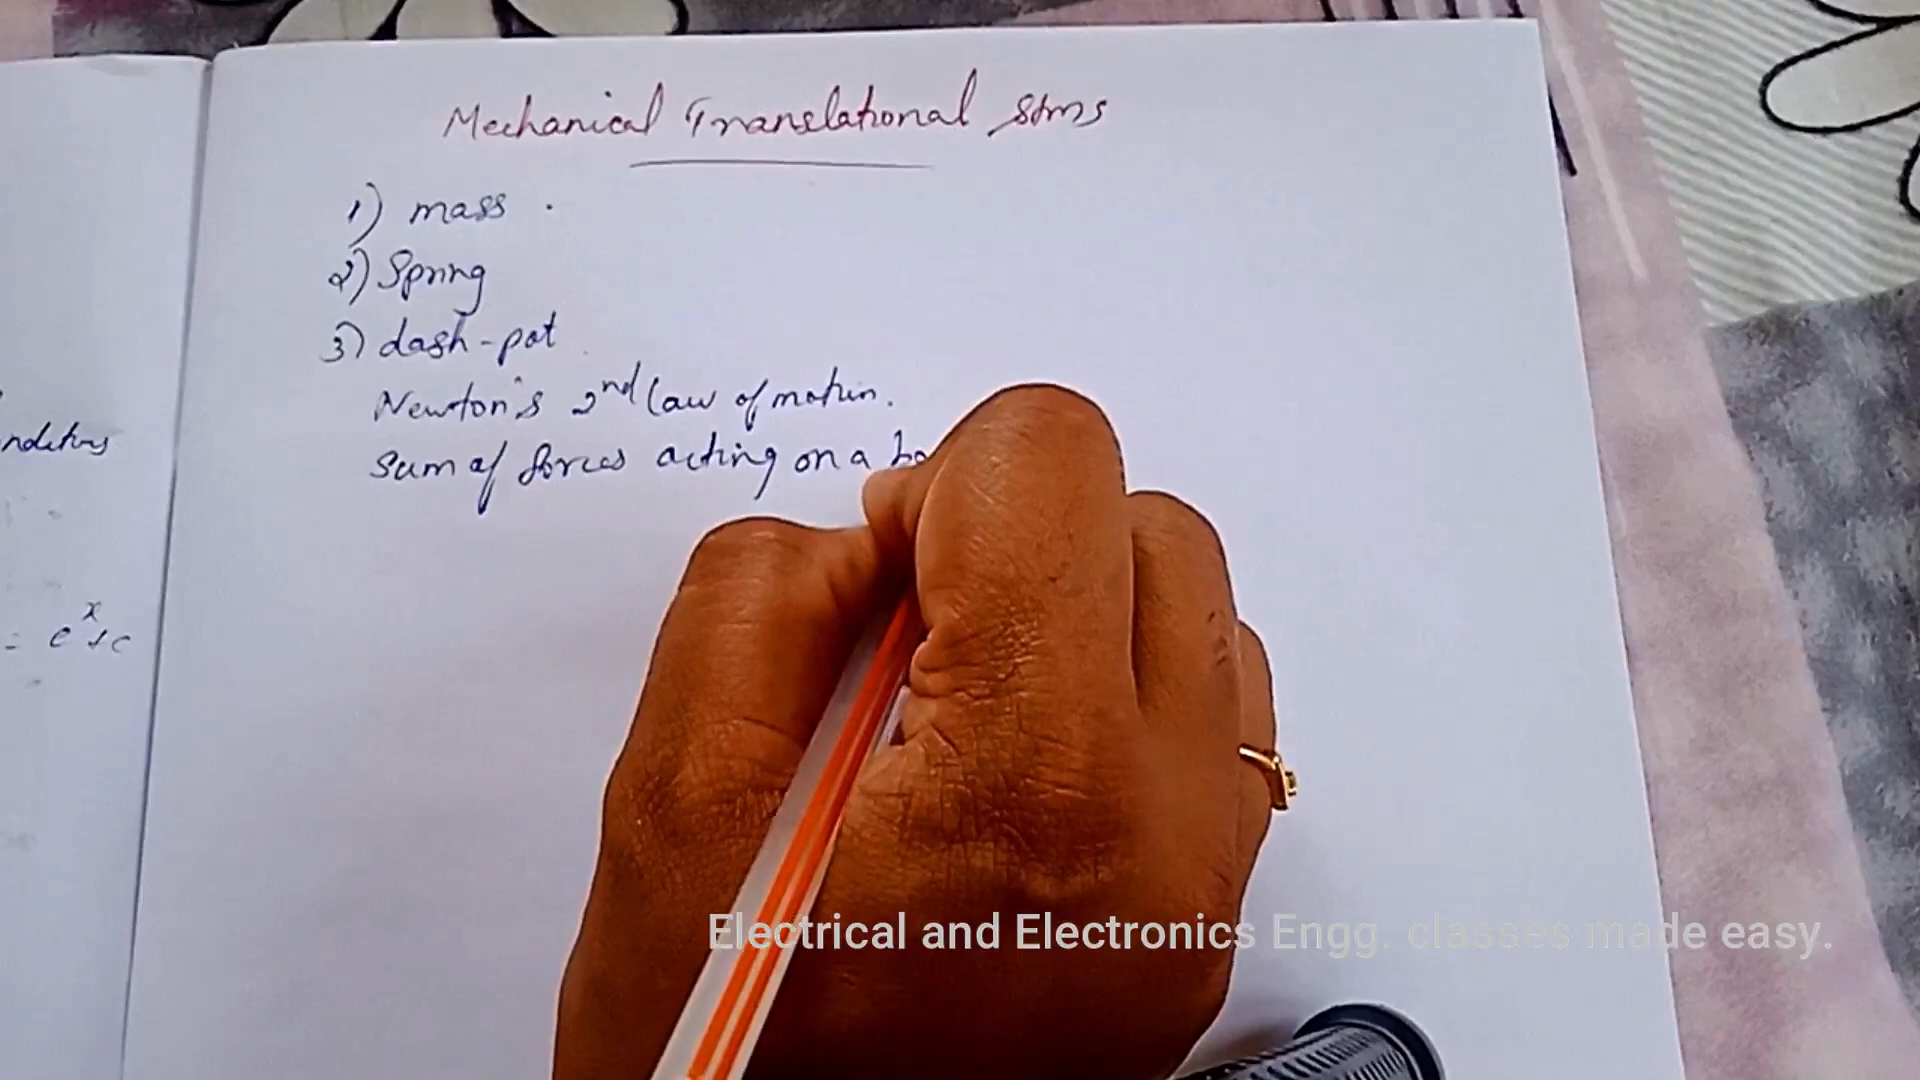 Mechanical Translational Stms
1) mass .
2) Spring
3) dash-pot
Newton's 2nd law of motion.
Sum of forces acting on a bo
= e^x + c
Electrical and Electronics Engg. classes made easy.